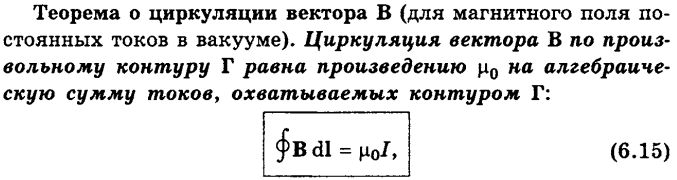 Теорема о циркуляции вектора B (для магнитного поля по-
стоянных токов в вакууме). Циркуляция вектора B по произ-
вольному контуру Γ равна произведению μ₀ на алгебраиче-
скую сумму токов, охватываемых контуром Γ:
∮B dl = μ₀I, (6.15)